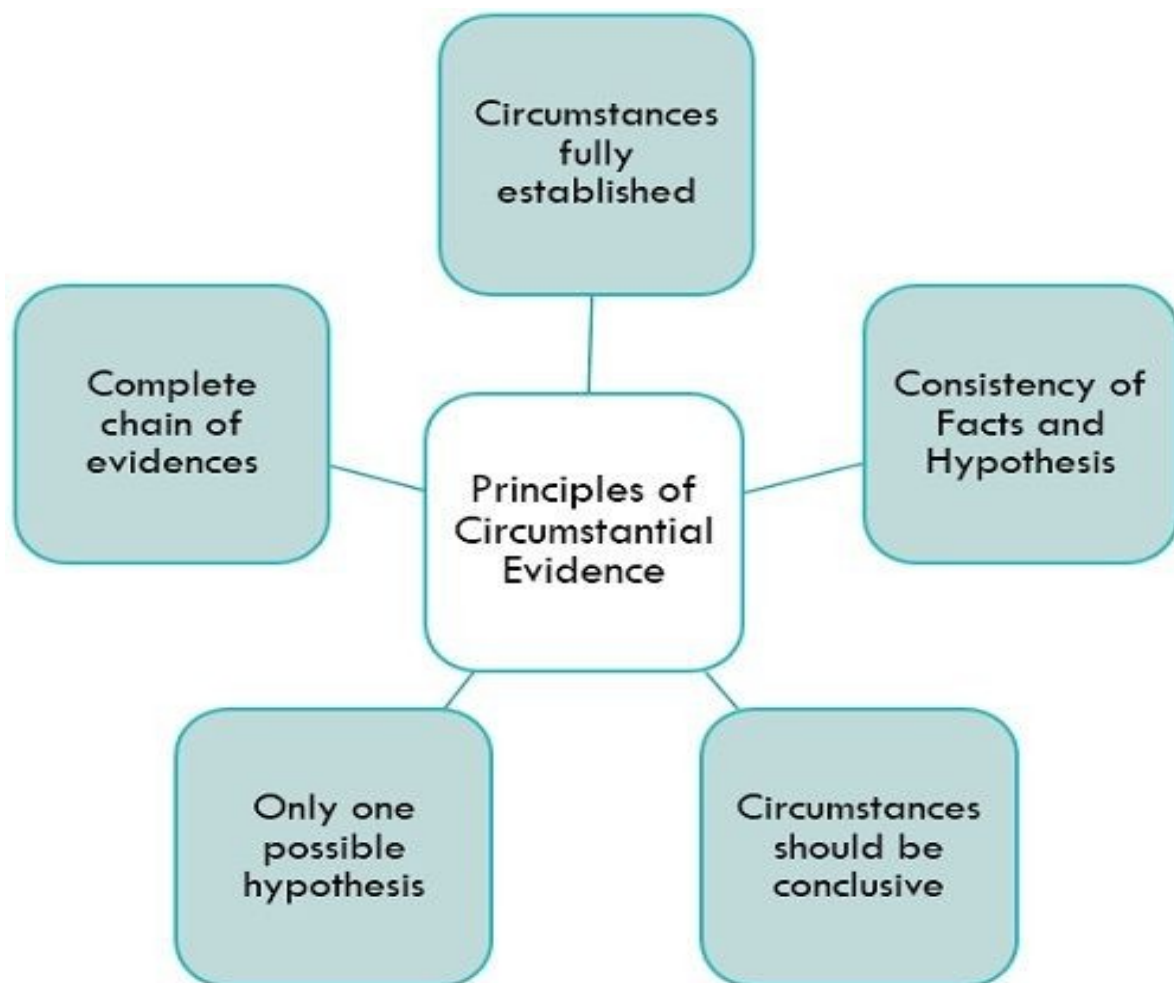 Circumstances
fully
established
Complete
chain of
evidences
Consistency of
Facts and
Hypothesis
Principles of
Circumstantial
Evidence
Only one
possible
hypothesis
Circumstances
should be
conclusive